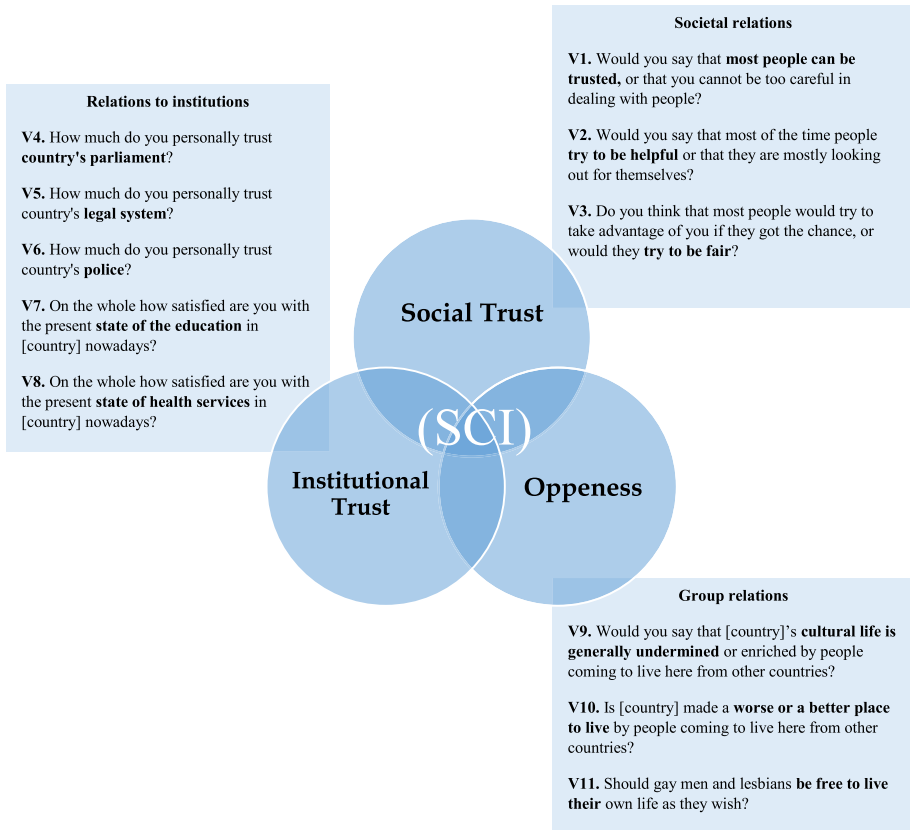 Societal relations
V1. Would you say that most people can be
trusted, or that you cannot be too careful in
dealing with people?
V2. Would you say that most of the time people
try to be helpful or that they are mostly looking
out for themselves?
V3. Do you think that most people would try to
take advantage of you if they got the chance, or
would they try to be fair?
Relations to institutions
V4. How much do you personally trust
country's parliament?
V5. How much do you personally trust
country's legal system?
V6. How much do you personally trust
country's police?
V7. On the whole how satisfied are you with
the present state of the education in
[country] nowadays?
V8. On the whole how satisfied are you with
the present state of health services in
[country] nowadays?
Social Trust
(SCI)
Institutional
Trust
Oppeness
Group relations
V9. Would you say that [country]’s cultural life is
generally undermined or enriched by people
coming to live here from other countries?
V10. Is [country] made a worse or a better place
to live by people coming to live here from other
countries?
V11. Should gay men and lesbians be free to live
their own life as they wish?